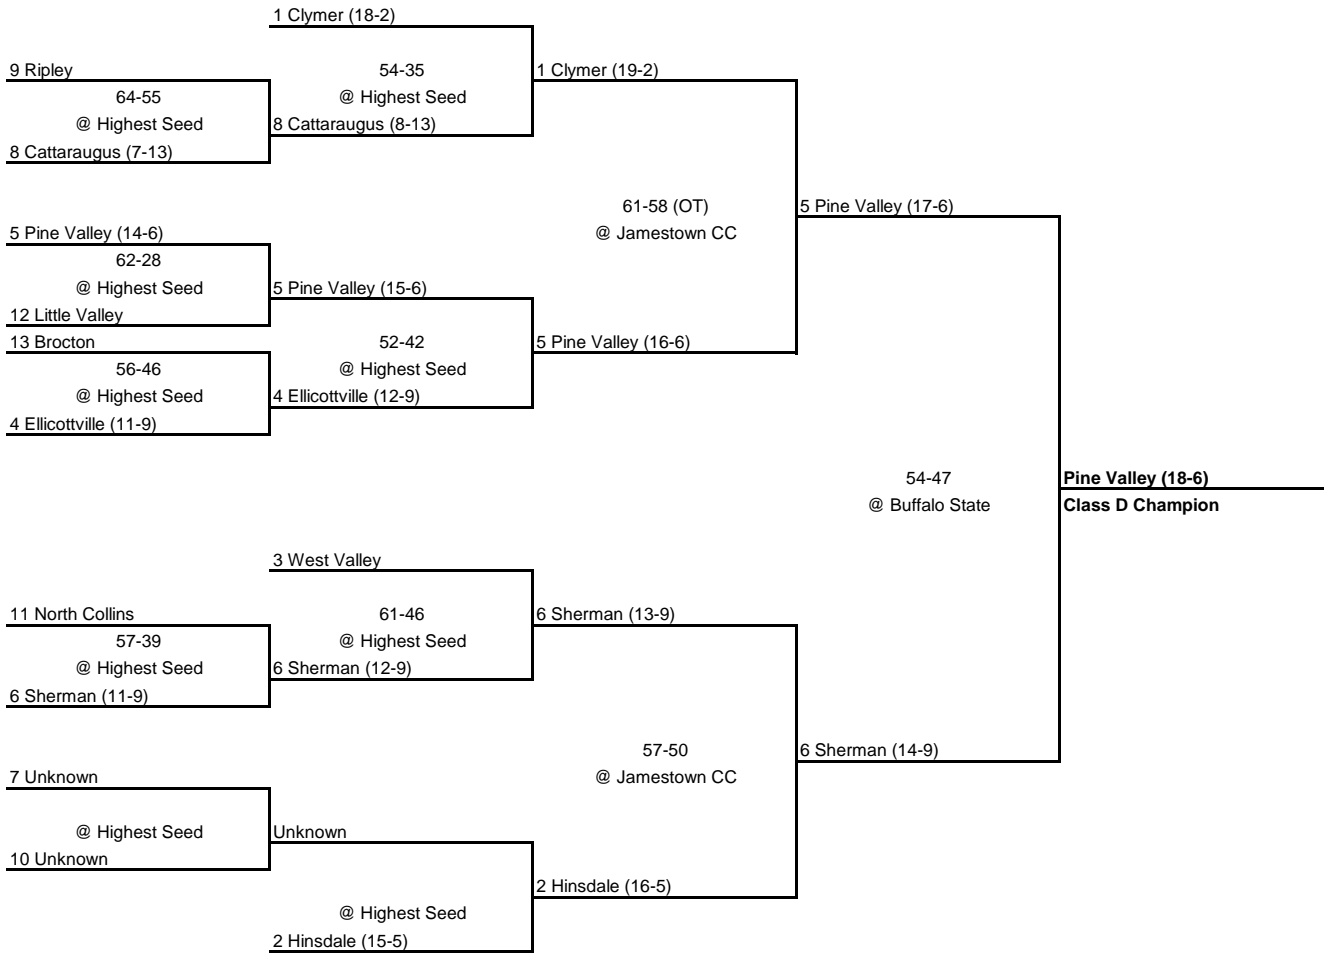 1 Clymer (18-2)
9 Ripley
54-35
1 Clymer (19-2)
64-55
@ Highest Seed
@ Highest Seed
8 Cattaraugus (8-13)
8 Cattaraugus (7-13)
61-58 (OT)
5 Pine Valley (17-6)
5 Pine Valley (14-6)
@ Jamestown CC
62-28
@ Highest Seed
5 Pine Valley (15-6)
12 Little Valley
13 Brocton
52-42
5 Pine Valley (16-6)
56-46
@ Highest Seed
@ Highest Seed
4 Ellicottville (12-9)
4 Ellicottville (11-9)
54-47
Pine Valley (18-6)
@ Buffalo State
Class D Champion
3 West Valley
11 North Collins
61-46
6 Sherman (13-9)
57-39
@ Highest Seed
@ Highest Seed
6 Sherman (12-9)
6 Sherman (11-9)
57-50
6 Sherman (14-9)
7 Unknown
@ Jamestown CC
@ Highest Seed
Unknown
10 Unknown
2 Hinsdale (16-5)
@ Highest Seed
2 Hinsdale (15-5)